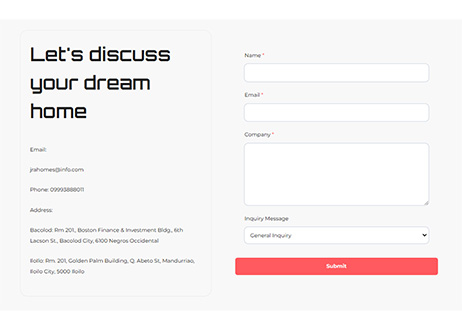 Let's discuss
your dream
home
Email:
jrahomes@info.com
Phone: 09993888011
Address:
Bacolod: Rm 201., Boston Finance & Investment Bldg., 6th
Lacson St., Bacolod City, 6100 Negros Occidental
Iloilo: Rm. 201, Golden Palm Building, Q. Abeto St, Mandurriao,
Iloilo City, 5000 Iloilo
Name *
Email *
Company *
Inquiry Message
General Inquiry
Submit